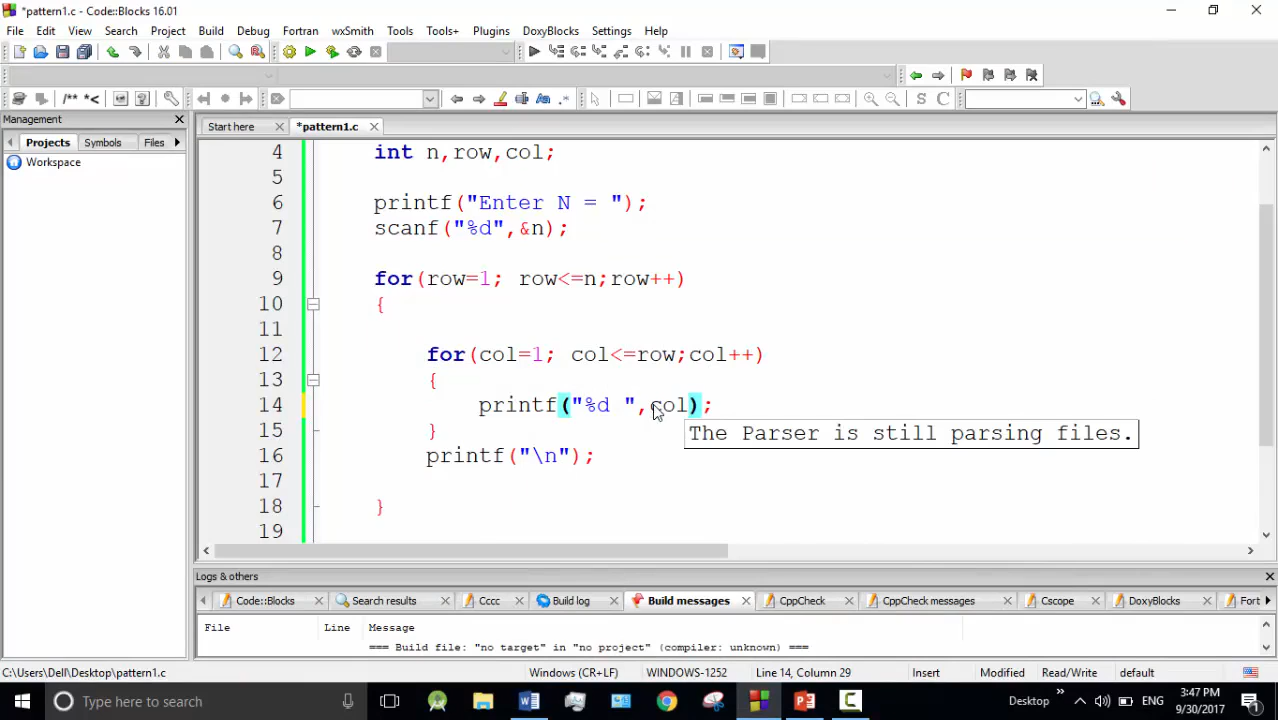 *pattern1.c - Code::Blocks 16.01
File Edit View Search Project Build Debug Fortran wxSmith Tools Tools+ Plugins DoxyBlocks Settings Help
/** *< S C
Management
Start here *pattern1.c
Projects Symbols Files
Workspace
4 int n,row,col;
5
6 printf("Enter N = ");
7 scanf("%d",&n);
8
9 for(row=1; row<=n;row++)
10 {
11
12 for(col=1; col<=row;col++)
13 {
14 printf("%d ",col);
The Parser is still parsing files.
15 }
16 printf("\n");
17
18 }
19
Logs & others
Code::Blocks Search results Cccc Build log Build messages CppCheck CppCheck messages Cscope DoxyBlocks Fort
File Line Message
=== Build file: "no target" in "no project" (compiler: unknown) ===
C:\Users\Dell\Desktop\pattern1.c Windows (CR+LF) WINDOWS-1252 Line 14, Column 29 Insert Modified Read/Write default
Type here to search Desktop ENG 3:47 PM 9/30/2017